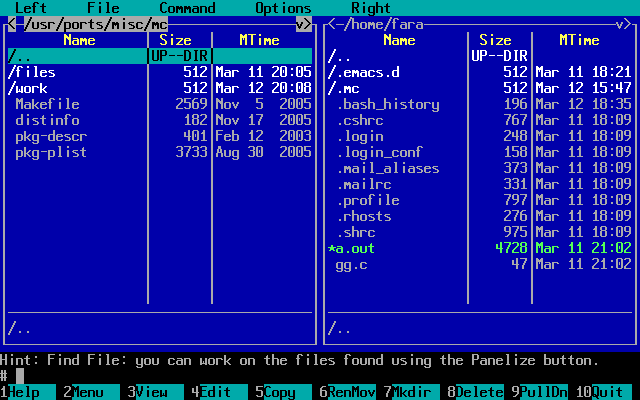 Left File Command Options Right
<-/usr/ports/misc/mc v> <-/home/fara v>
Name Size MTime Name Size MTime
/.. UP--DIR /.. UP--DIR
/files 512 Mar 11 20:05 /.emacs.d 512 Mar 11 18:21
/work 512 Mar 12 20:08 /.mc 512 Mar 12 15:47
Makefile 2569 Nov 5 2005 .bash_history 196 Mar 12 18:35
distinfo 182 Nov 17 2005 .cshrc 767 Mar 11 18:09
pkg-descr 401 Feb 12 2003 .login 248 Mar 11 18:09
pkg-plist 3733 Aug 30 2005 .login_conf 158 Mar 11 18:09
.mail_aliases 373 Mar 11 18:09
.mailrc 331 Mar 11 18:09
.profile 797 Mar 11 18:09
.rhosts 276 Mar 11 18:09
.shrc 975 Mar 11 18:09
*a.out 4728 Mar 11 21:02
gg.c 47 Mar 11 21:02
/.. /..
Hint: Find File: you can work on the files found using the Panelize button.
#
1Help 2Menu 3View 4Edit 5Copy 6RenMov 7Mkdir 8Delete 9PullDn 10Quit